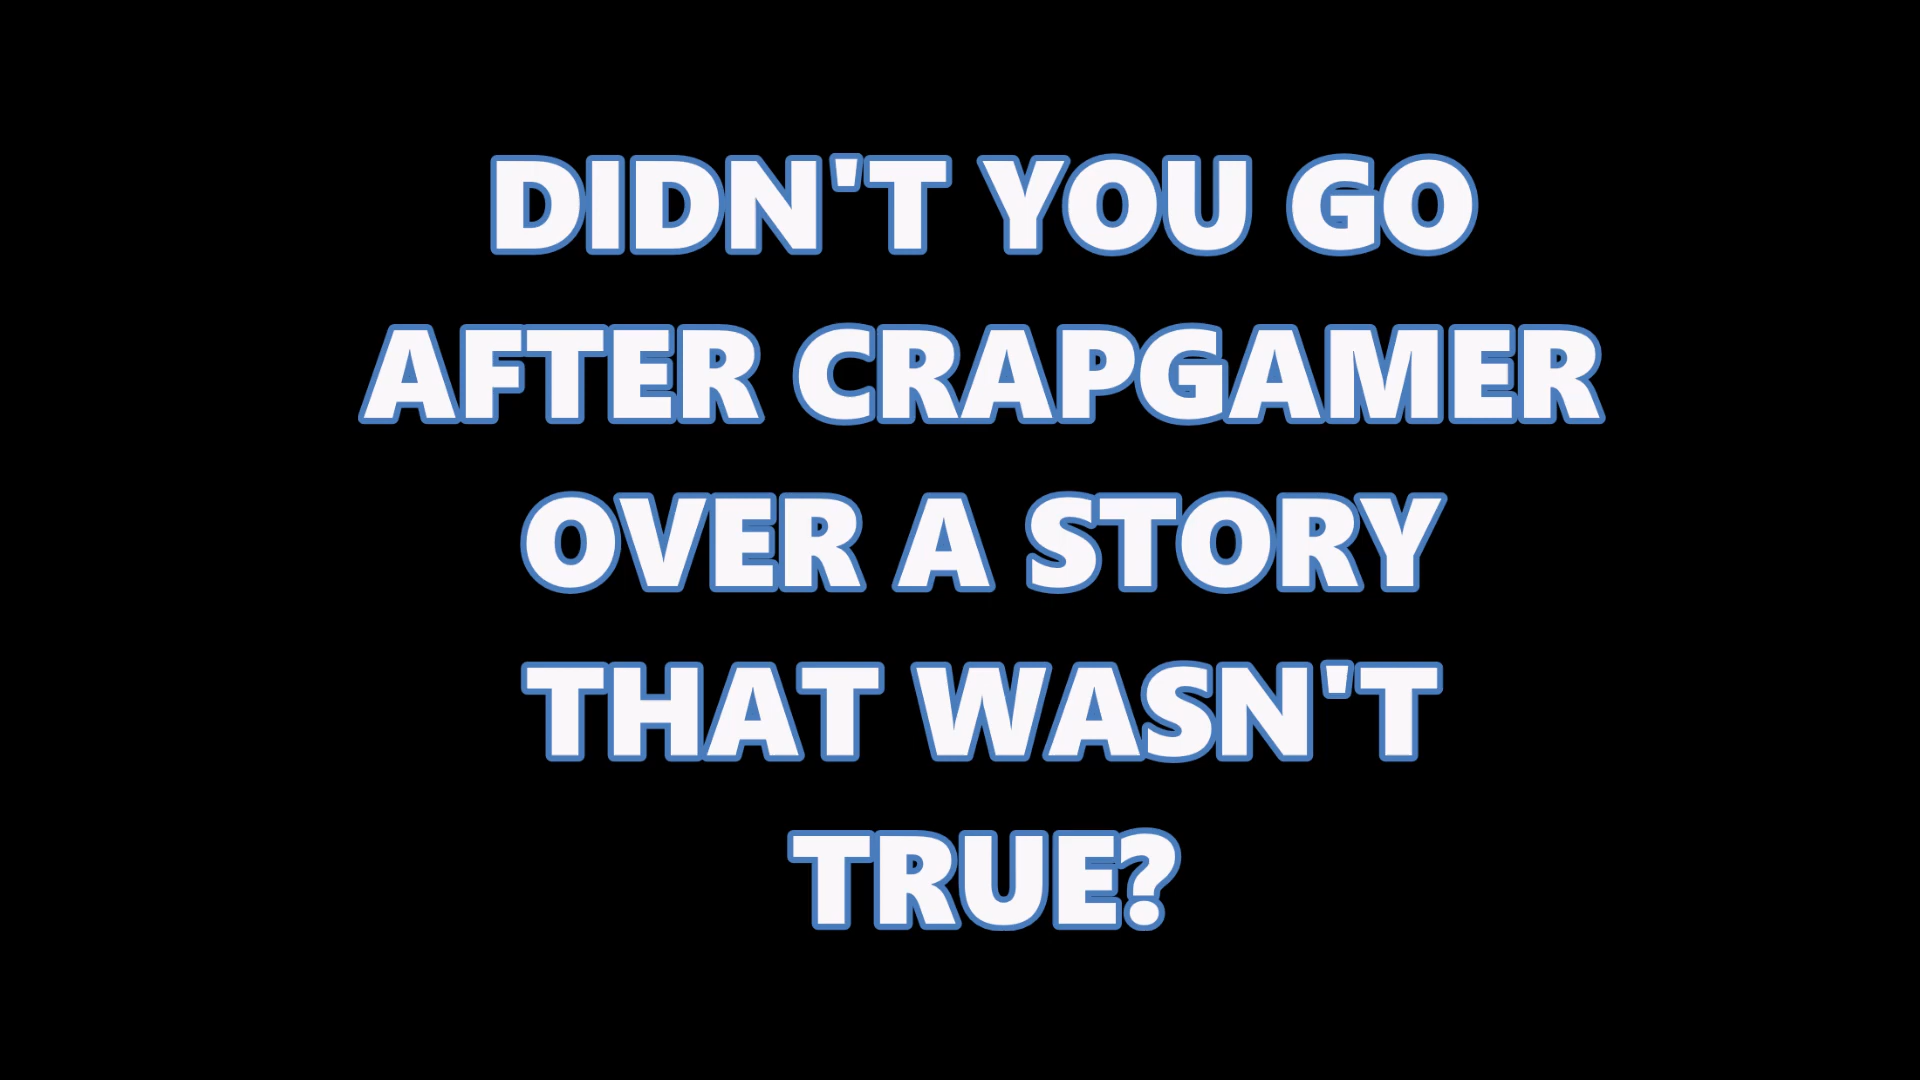 DIDN'T YOU GO
AFTER CRAPGAMER
OVER A STORY
THAT WASN'T
TRUE?